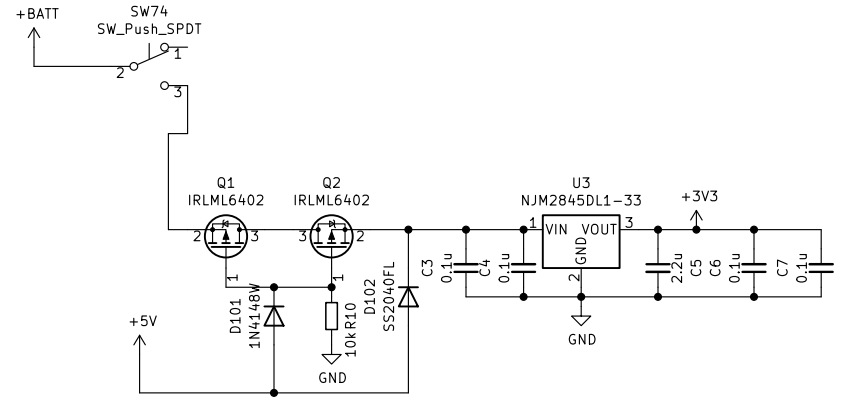 +BATT
SW74
SW_Push_SPDT
1
2
3
Q1
IRLML6402
2
3
1
Q2
IRLML6402
3
2
1
U3
NJM2845DL1-33
1
VIN
VOUT
3
GND
2
+3V3
C3
0.1u
C4
0.1u
2.2u
C5
C6
0.1u
C7
0.1u
GND
D101
1N4148W
10k
R10
GND
D102
SS2040FL
+5V